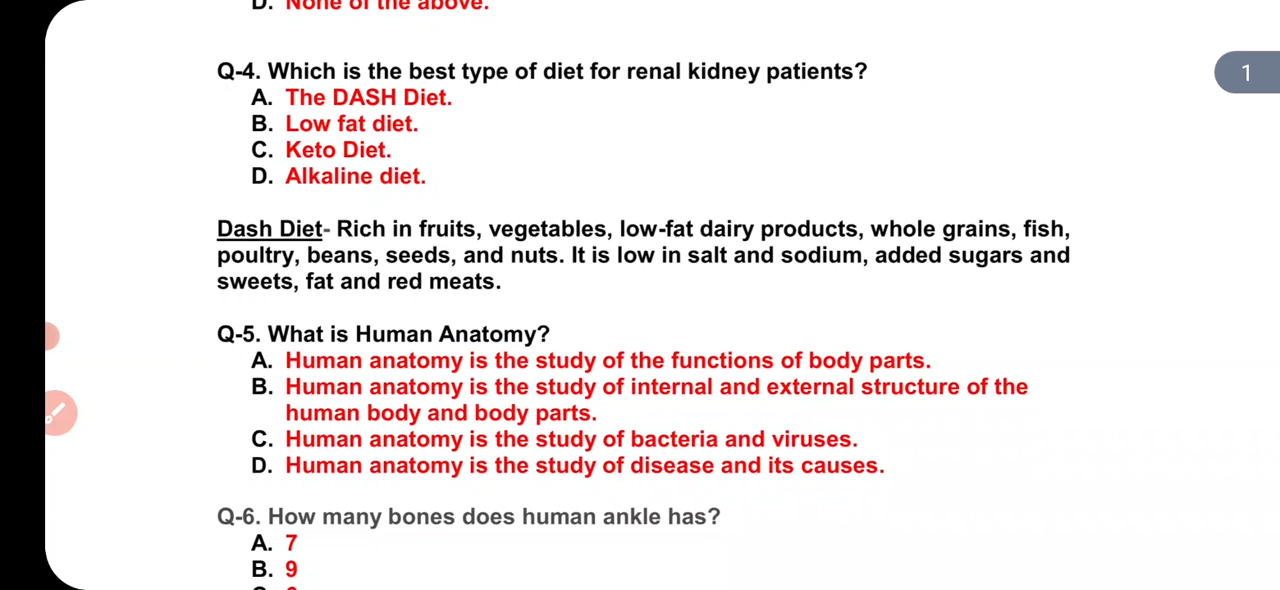 D. None of the above.
Q-4. Which is the best type of diet for renal kidney patients?
A. The DASH Diet.
B. Low fat diet.
C. Keto Diet.
D. Alkaline diet.
Dash Diet- Rich in fruits, vegetables, low-fat dairy products, whole grains, fish,
poultry, beans, seeds, and nuts. It is low in salt and sodium, added sugars and
sweets, fat and red meats.
Q-5. What is Human Anatomy?
A. Human anatomy is the study of the functions of body parts.
B. Human anatomy is the study of internal and external structure of the
human body and body parts.
C. Human anatomy is the study of bacteria and viruses.
D. Human anatomy is the study of disease and its causes.
Q-6. How many bones does human ankle has?
A. 7
B. 9
1